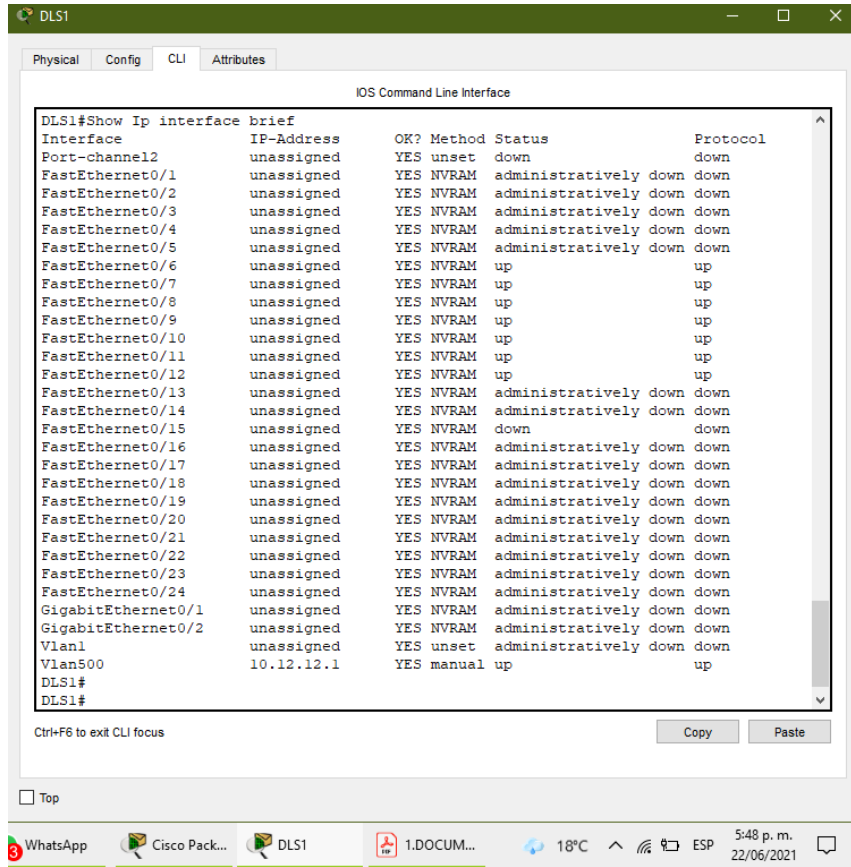 DLS1
Physical Config CLI Attributes
IOS Command Line Interface
DLS1#Show Ip interface brief
Interface IP-Address OK? Method Status Protocol
Port-channel2 unassigned YES unset down down
FastEthernet0/1 unassigned YES NVRAM administratively down down
FastEthernet0/2 unassigned YES NVRAM administratively down down
FastEthernet0/3 unassigned YES NVRAM administratively down down
FastEthernet0/4 unassigned YES NVRAM administratively down down
FastEthernet0/5 unassigned YES NVRAM administratively down down
FastEthernet0/6 unassigned YES NVRAM up up
FastEthernet0/7 unassigned YES NVRAM up up
FastEthernet0/8 unassigned YES NVRAM up up
FastEthernet0/9 unassigned YES NVRAM up up
FastEthernet0/10 unassigned YES NVRAM up up
FastEthernet0/11 unassigned YES NVRAM up up
FastEthernet0/12 unassigned YES NVRAM up up
FastEthernet0/13 unassigned YES NVRAM administratively down down
FastEthernet0/14 unassigned YES NVRAM administratively down down
FastEthernet0/15 unassigned YES NVRAM down down
FastEthernet0/16 unassigned YES NVRAM administratively down down
FastEthernet0/17 unassigned YES NVRAM administratively down down
FastEthernet0/18 unassigned YES NVRAM administratively down down
FastEthernet0/19 unassigned YES NVRAM administratively down down
FastEthernet0/20 unassigned YES NVRAM administratively down down
FastEthernet0/21 unassigned YES NVRAM administratively down down
FastEthernet0/22 unassigned YES NVRAM administratively down down
FastEthernet0/23 unassigned YES NVRAM administratively down down
FastEthernet0/24 unassigned YES NVRAM administratively down down
GigabitEthernet0/1 unassigned YES NVRAM administratively down down
GigabitEthernet0/2 unassigned YES NVRAM administratively down down
Vlan1 unassigned YES unset administratively down down
Vlan500 10.12.12.1 YES manual up up
DLS1#
DLS1#
Ctrl+F6 to exit CLI focus Copy Paste
Top
3 WhatsApp Cisco Pack... DLS1 1.DOCUM... 18°C ESP 5:48 p. m.
22/06/2021